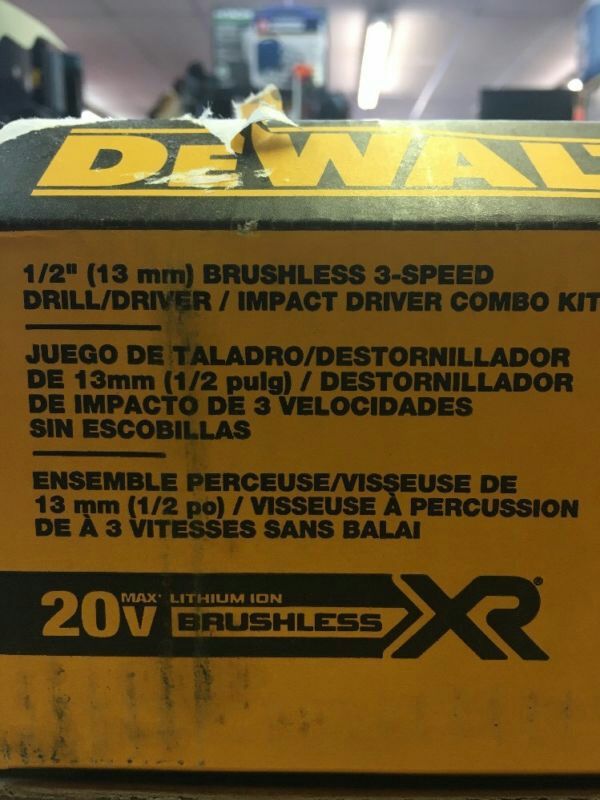 DEWAL
1/2" (13 mm) BRUSHLESS 3-SPEED
DRILL/DRIVER / IMPACT DRIVER COMBO KIT
JUEGO DE TALADRO/DESTORNILLADOR
DE 13mm (1/2 pulg) / DESTORNILLADOR
DE IMPACTO DE 3 VELOCIDADES
SIN ESCOBILLAS
ENSEMBLE PERCEUSE/VISSEUSE DE
13 mm (1/2 po) / VISSEUSE À PERCUSSION
DE À 3 VITESSES SANS BALAI
20V MAX* LITHIUM ION
BRUSHLESS XR®